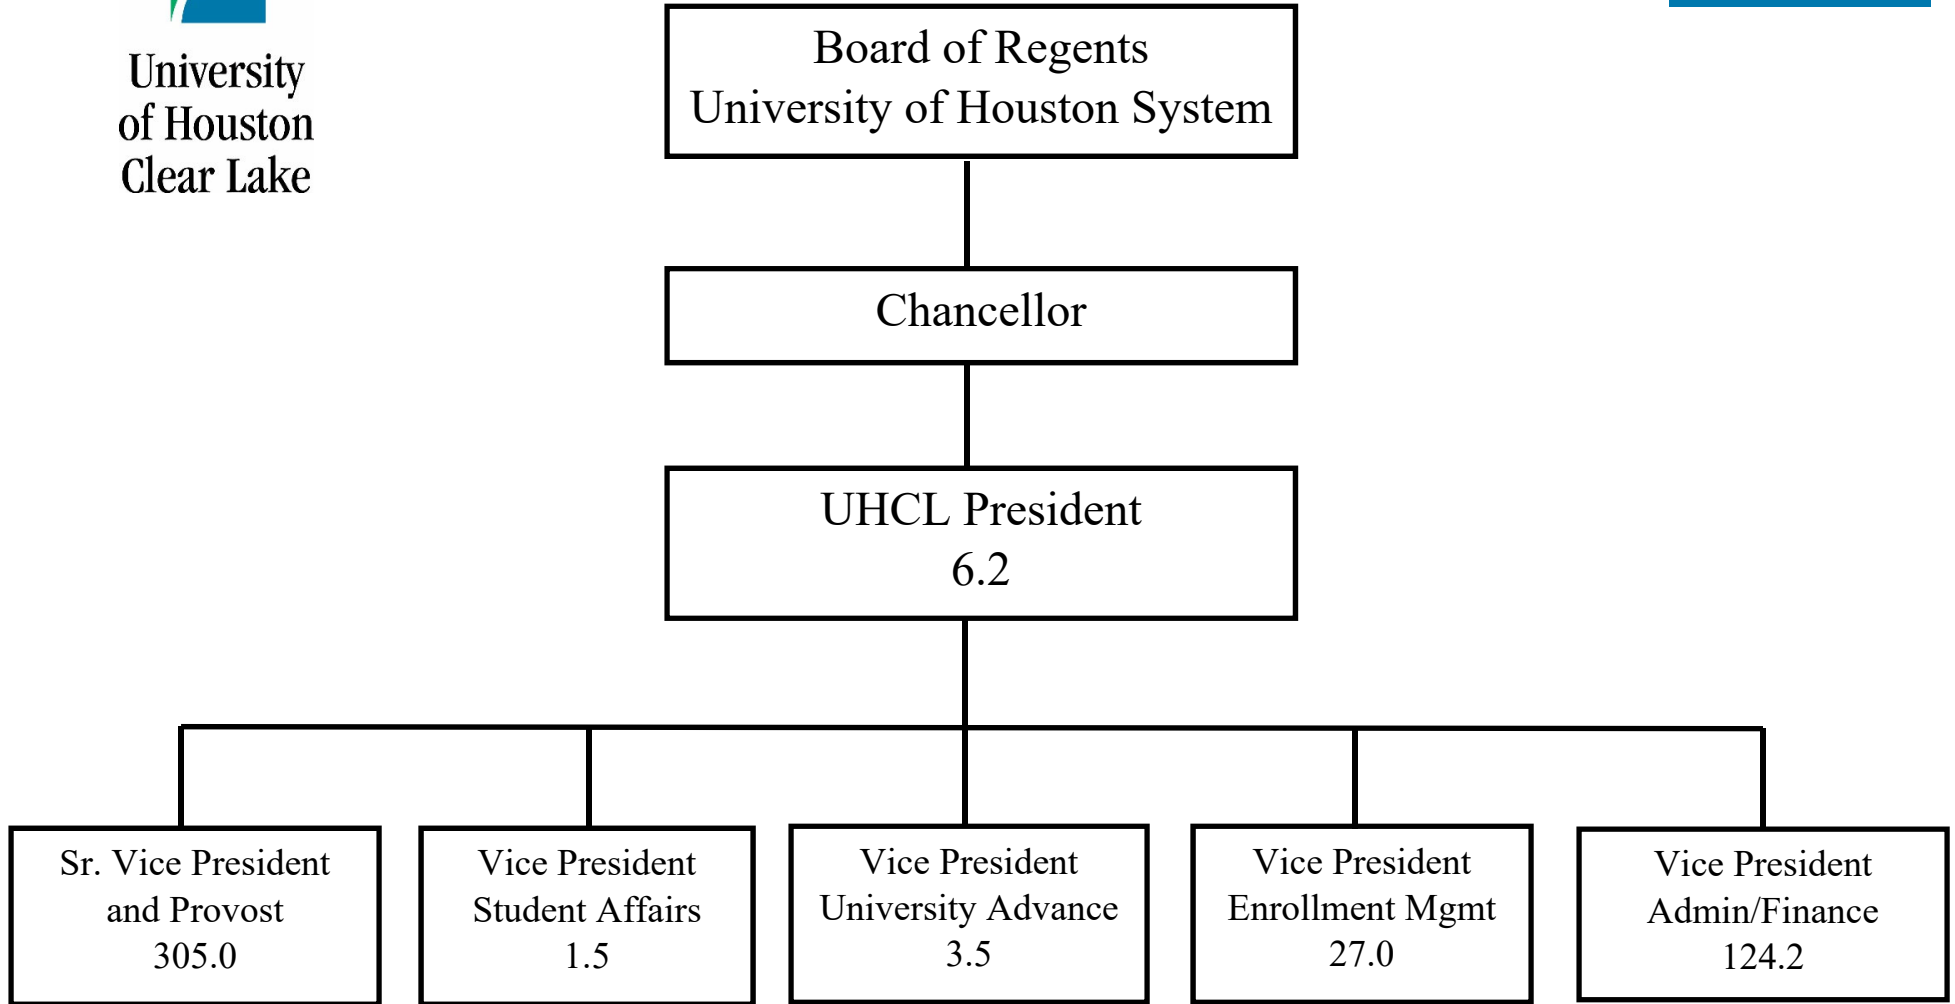 University
of Houston
Clear Lake
Board of Regents
University of Houston System
Chancellor
UHCL President
6.2
Sr. Vice President
and Provost
305.0
Vice President
Student Affairs
1.5
Vice President
University Advance
3.5
Vice President
Enrollment Mgmt
27.0
Vice President
Admin/Finance
124.2